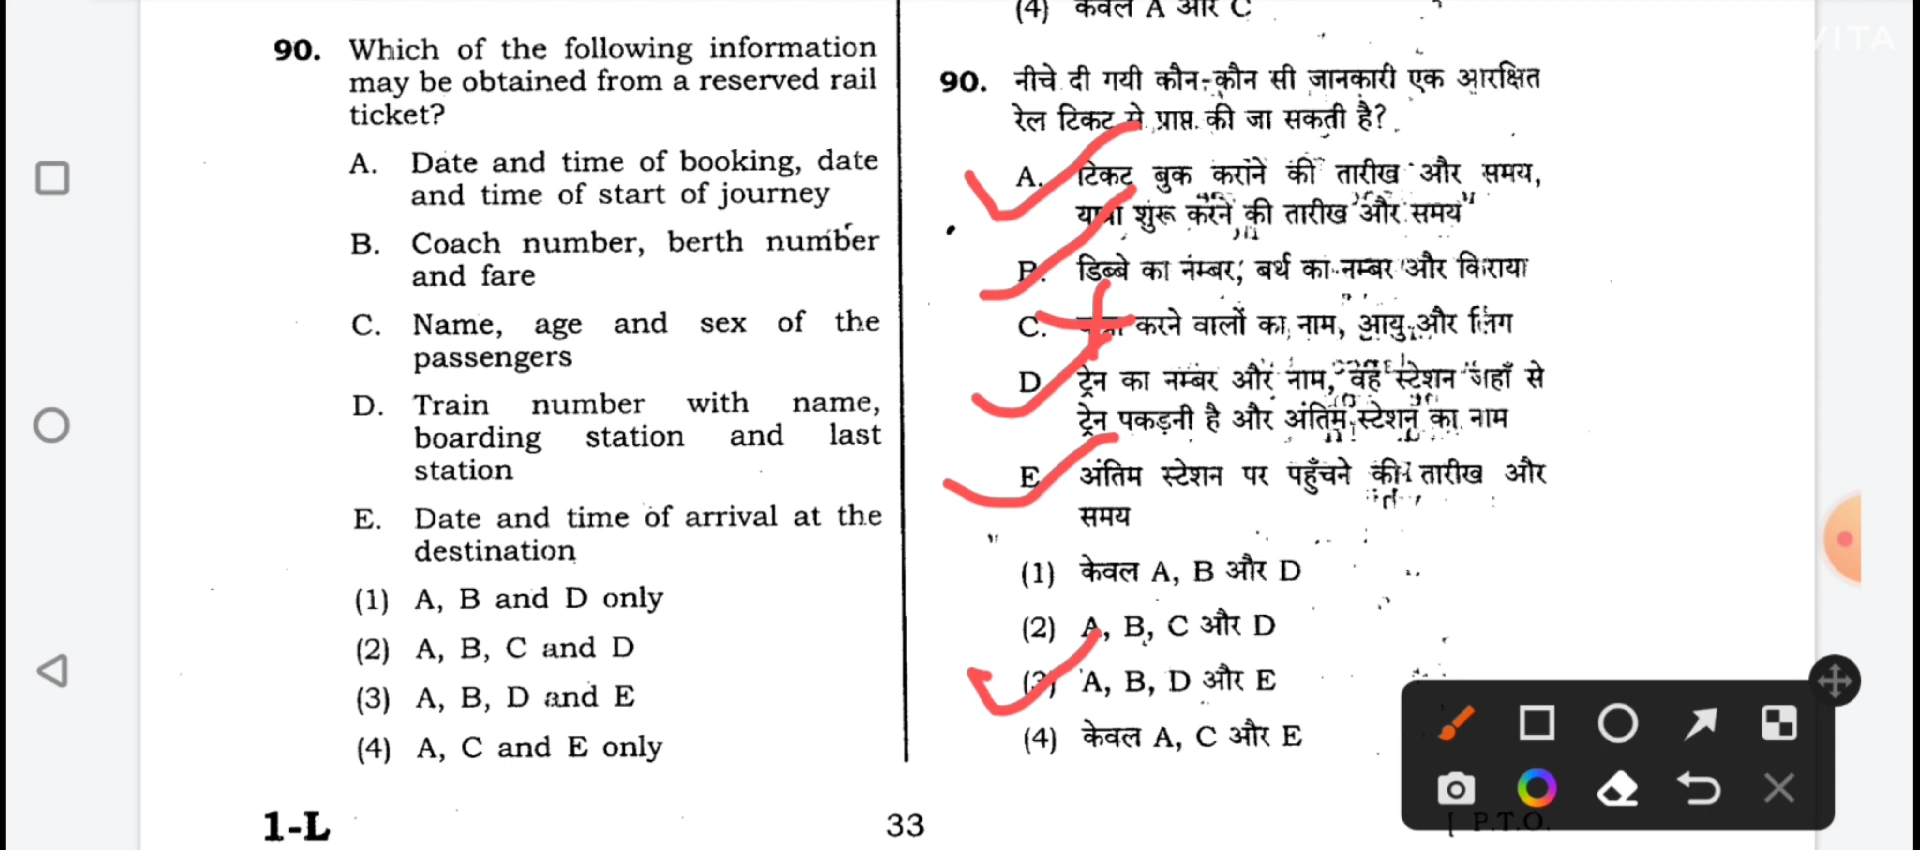 90. Which of the following information
may be obtained from a reserved rail
ticket?
A. Date and time of booking, date
and time of start of journey
B. Coach number, berth number
and fare
C. Name, age and sex of the
passengers
D. Train number with name,
boarding station and last
station
E. Date and time of arrival at the
destination
(1) A, B and D only
(2) A, B, C and D
(3) A, B, D and E
(4) A, C and E only
1-L
(4) केवल A और C
90. नीचे दी गयी कौन-कौन सी जानकारी एक आरक्षित
रेल टिकट से प्राप्त की जा सकती है?
A. टिकट बुक कराने की तारीख और समय,
यात्रा शुरू करने की तारीख और समय
B. डिब्बे का नम्बर, बर्थ का नम्बर और किराया
C. करने वालों का नाम, आयु और लिंग
D ट्रेन का नम्बर और नाम, वह स्टेशन जहाँ से
ट्रेन पकड़नी है और अंतिम स्टेशन का नाम
E अंतिम स्टेशन पर पहुँचने की तारीख और
समय
(1) केवल A, B और D
(2) A, B, C और D
(3) A, B, D और E
(4) केवल A, C और E
33
[ P.T.O.
VITA